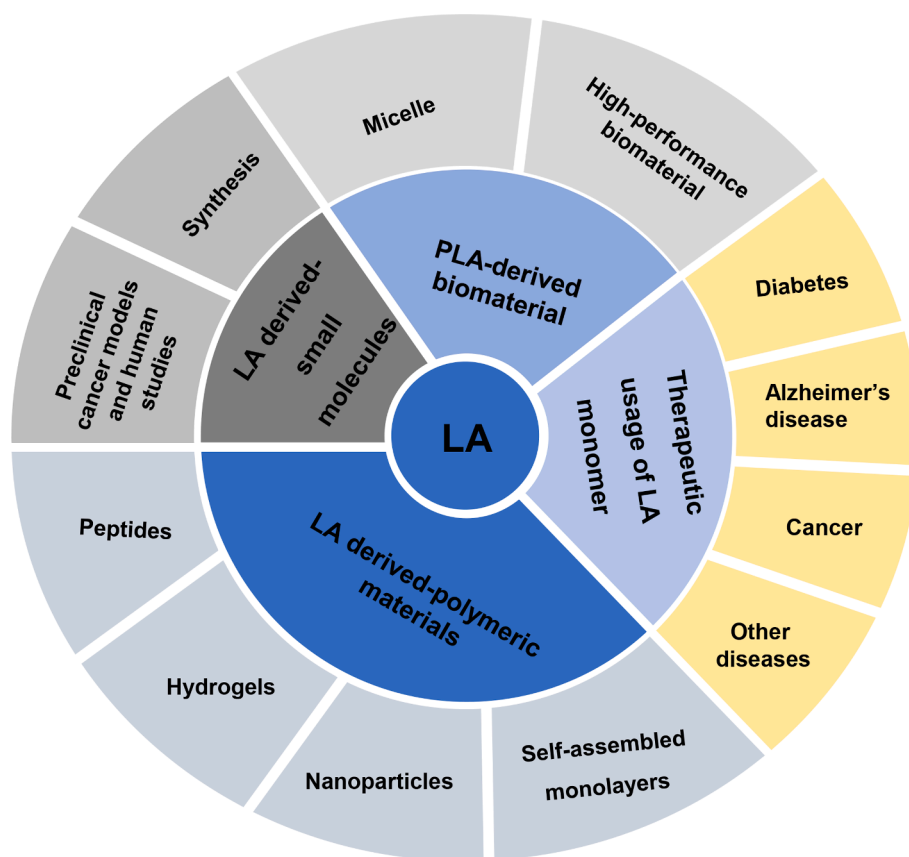 LA
PLA-derived
biomaterial
Micelle
High-performance
biomaterial
Therapeutic
usage of LA
monomer
Diabetes
Alzheimer's
disease
Cancer
Other
diseases
LA derived-polymeric
materials
Self-assembled
monolayers
Nanoparticles
Hydrogels
Peptides
LA derived-
small
molecules
Preclinical
cancer models
and human
studies
Synthesis